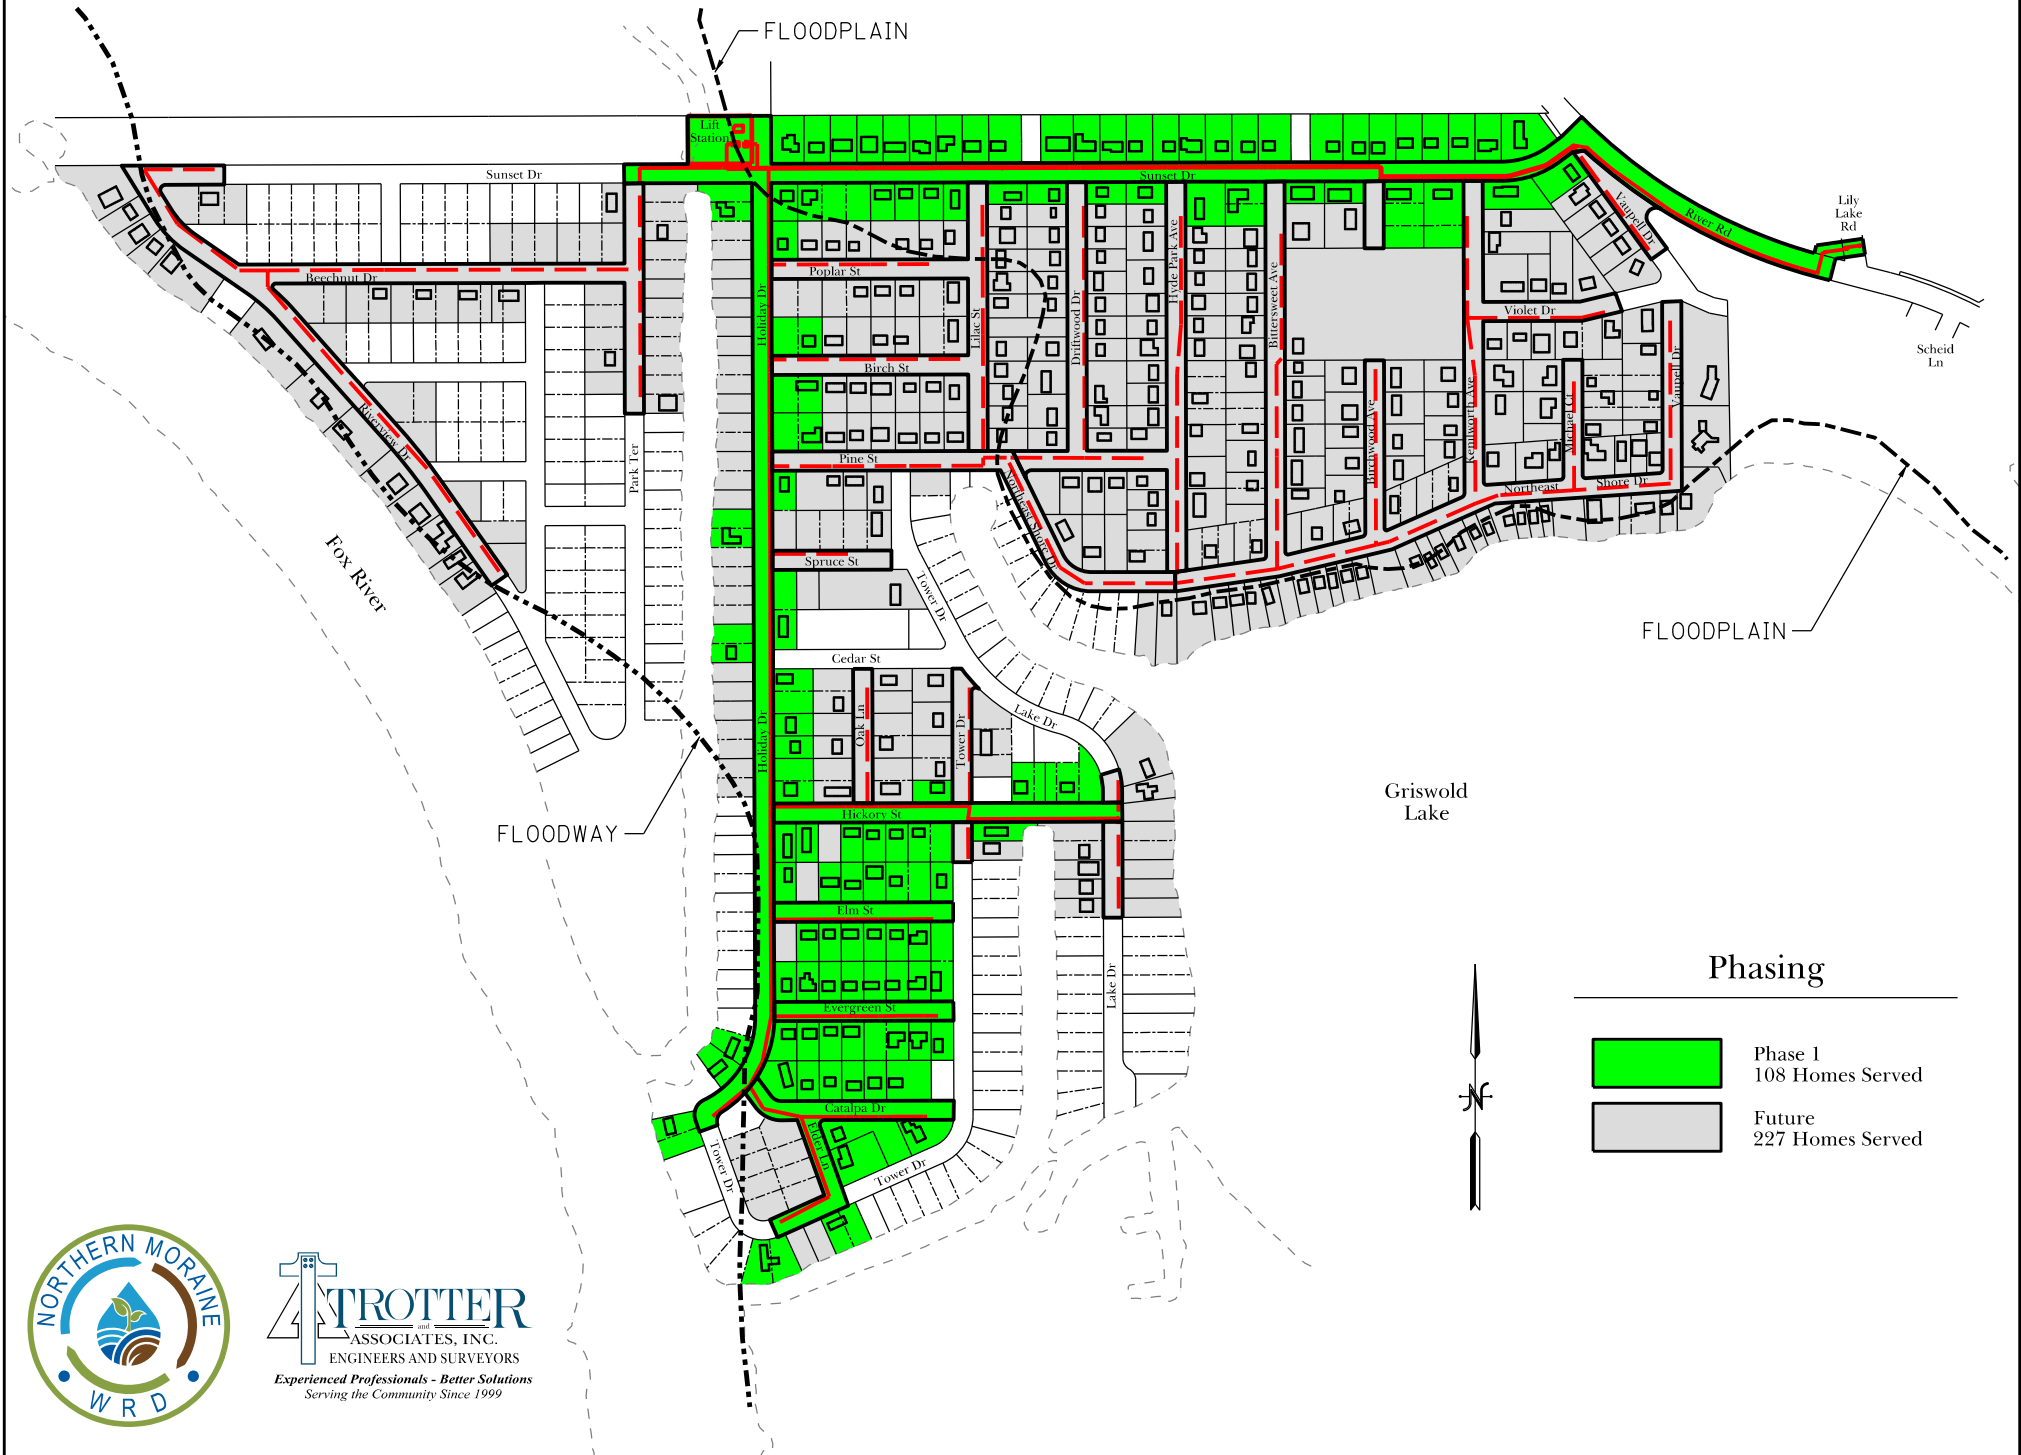 FLOODPLAIN
Lift
Station
Sunset Dr
Sunset Dr
Vaupell Dr
River Rd
Lily
Lake
Rd
Beechnut Dr
Poplar St
Holiday Dr
Lilac St
Driftwood Dr
Hyde Park Ave
Bittersweet Ave
Violet Dr
Scheid
Ln
Birch St
Riverview Dr
Park Ter
Pine St
Birchwood Ave
Kenilworth Ave
Michael Ct
Vaupell Dr
Northeast
Shore Dr
Northeast Shore Dr
Fox River
Spruce St
Tower Dr
FLOODPLAIN
Cedar St
Holiday Dr
Oak Ln
Tower Dr
Lake Dr
Griswold
Lake
Hickory St
FLOODWAY
Elm St
Lake Dr
Evergreen St
Catalpa Dr
Elder Ln
Tower Dr
Tower Dr
Phasing
Phase 1
108 Homes Served
Future
227 Homes Served
N
NORTHERN MORAINE
WRD
TROTTER
and
ASSOCIATES, INC.
ENGINEERS AND SURVEYORS
Experienced Professionals - Better Solutions
Serving the Community Since 1999